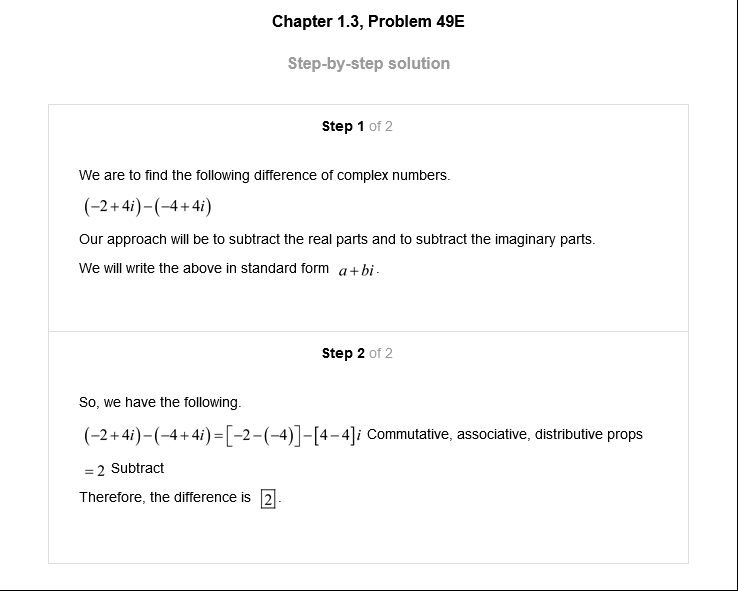 Chapter 1.3, Problem 49E
Step-by-step solution
Step 1 of 2
We are to find the following difference of complex numbers.
(−2+4i)−(−4+4i)
Our approach will be to subtract the real parts and to subtract the imaginary parts.
We will write the above in standard form a+bi.
Step 2 of 2
So, we have the following.
(−2+4i)−(−4+4i)=[−2−(−4)]−[4−4]i Commutative, associative, distributive props
=2 Subtract
Therefore, the difference is 2.